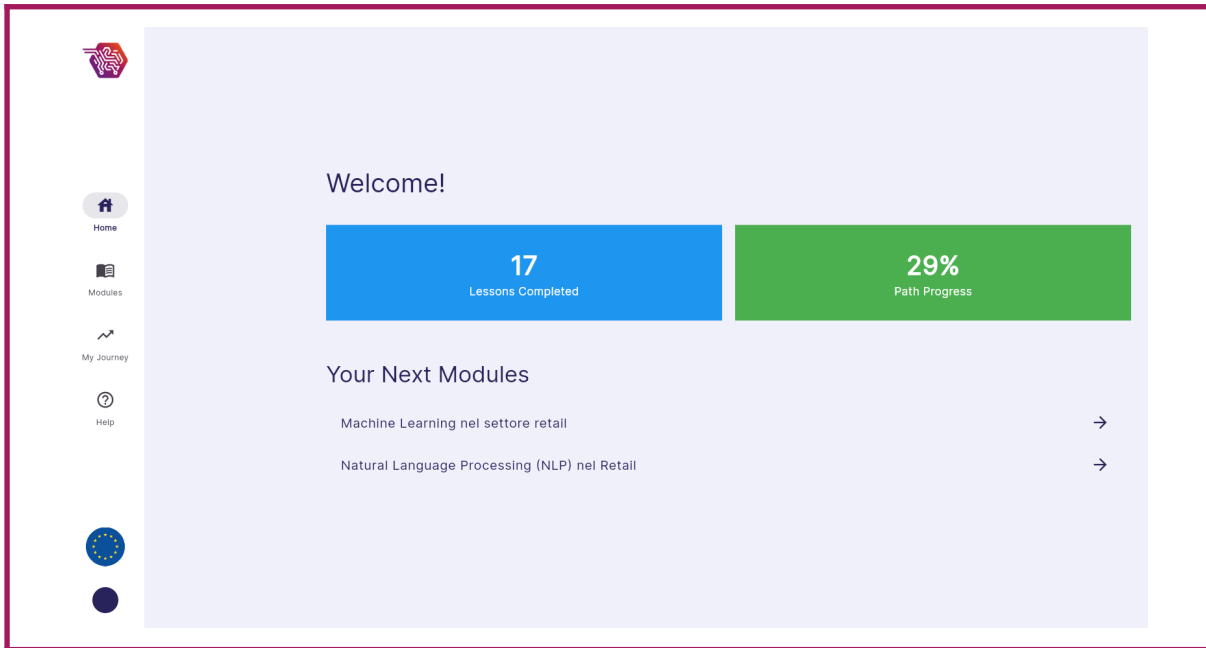 Welcome!
Home
17
Lessons Completed
29%
Path Progress
Modules
My Journey
Your Next Modules
Help
Machine Learning nel settore retail
Natural Language Processing (NLP) nel Retail